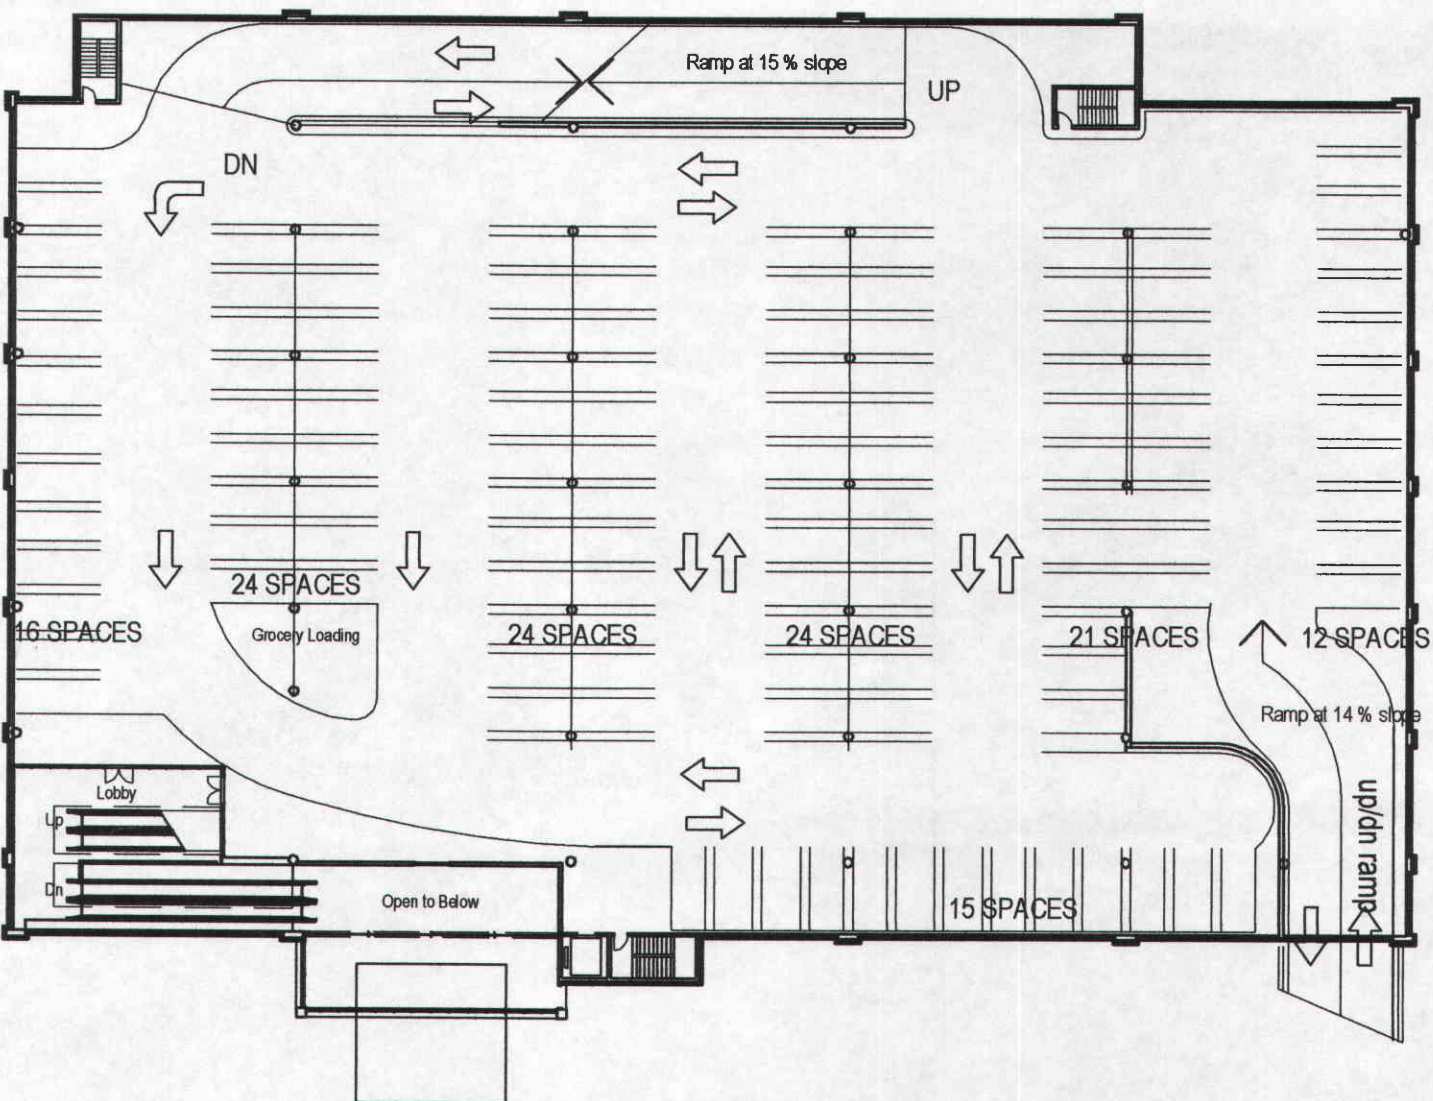 Ramp at 15 % slope
UP
DN
24 SPACES
16 SPACES
Grocery Loading
24 SPACES
24 SPACES
21 SPACES
12 SPACES
Ramp at 14 % slope
Lobby
Up
up/dn ramp
Dn
Open to Below
15 SPACES